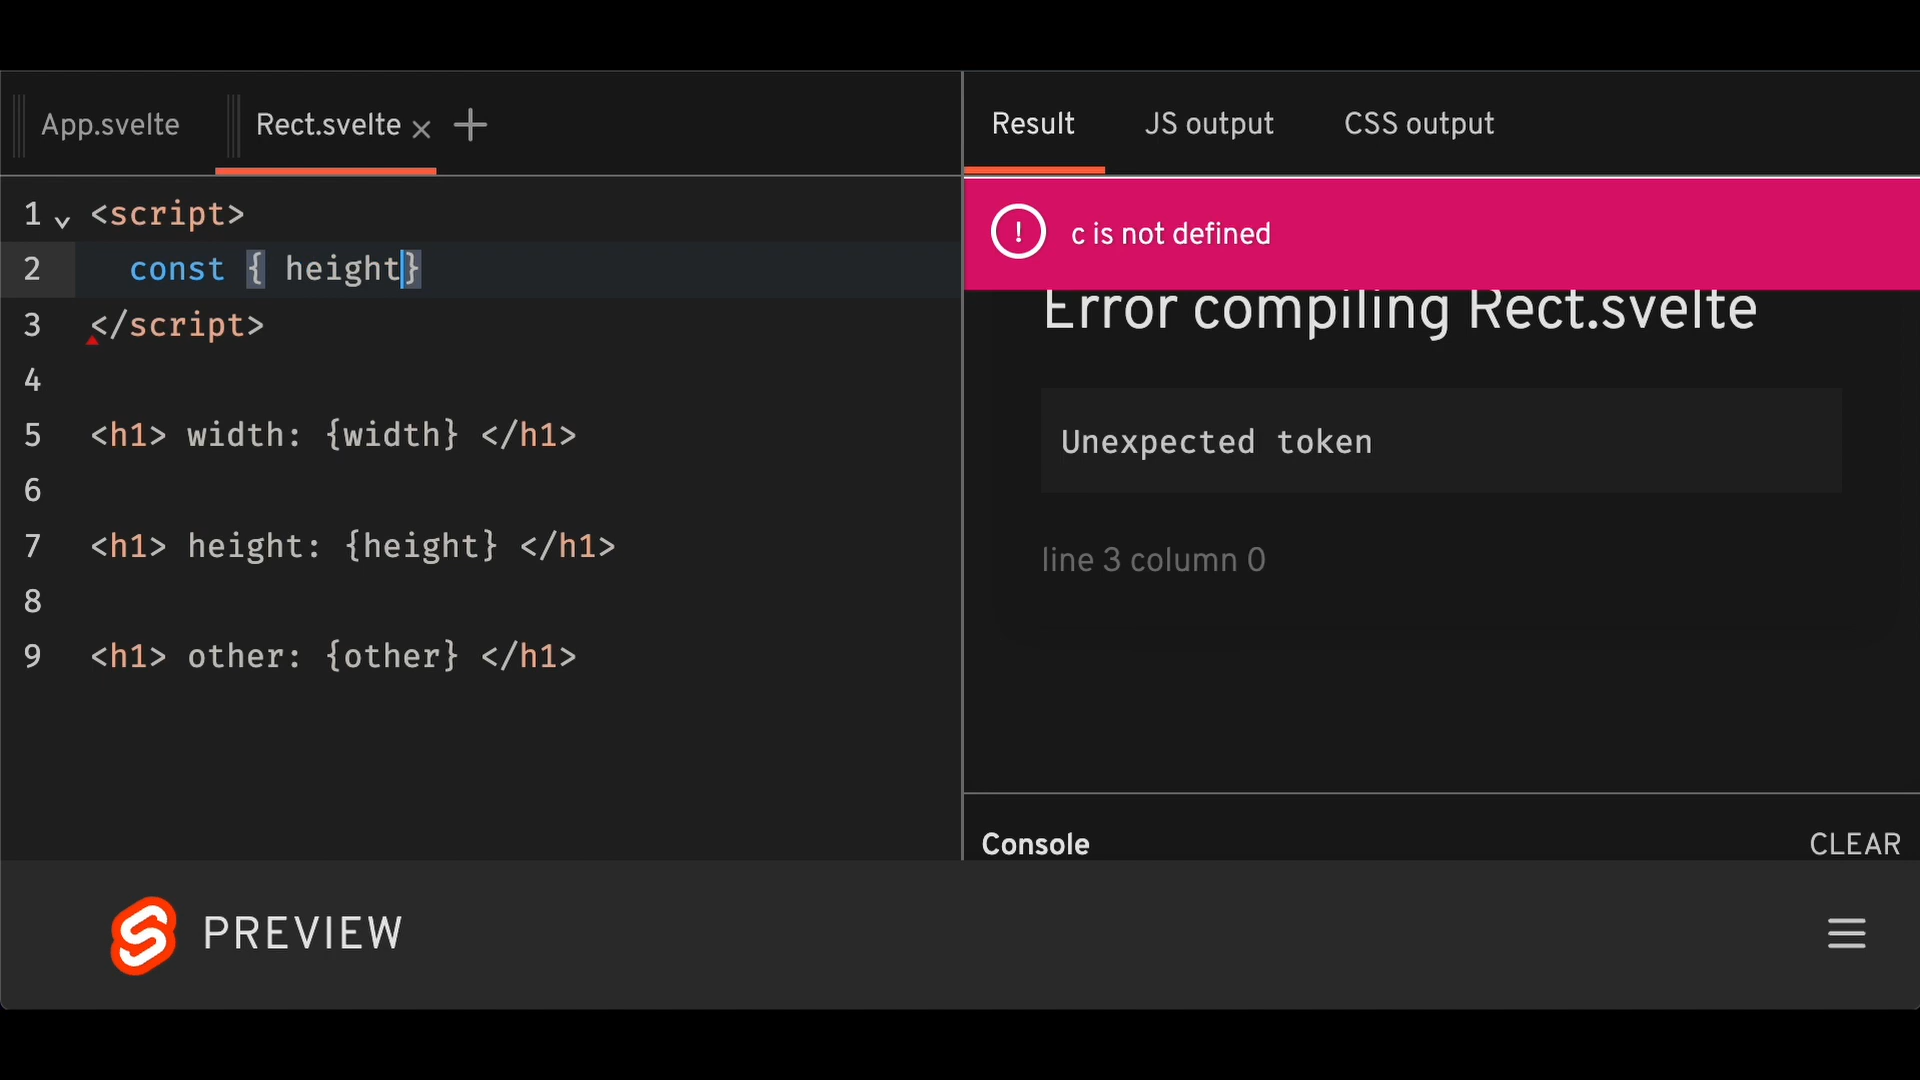 App.svelte
Rect.svelte
Result
JS output
CSS output
1 <script>
2 const { height}
3 </script>
4
5 <h1> width: {width} </h1>
6
7 <h1> height: {height} </h1>
8
9 <h1> other: {other} </h1>
! c is not defined
Error compiling Rect.svelte
Unexpected token
line 3 column 0
Console
CLEAR
PREVIEW